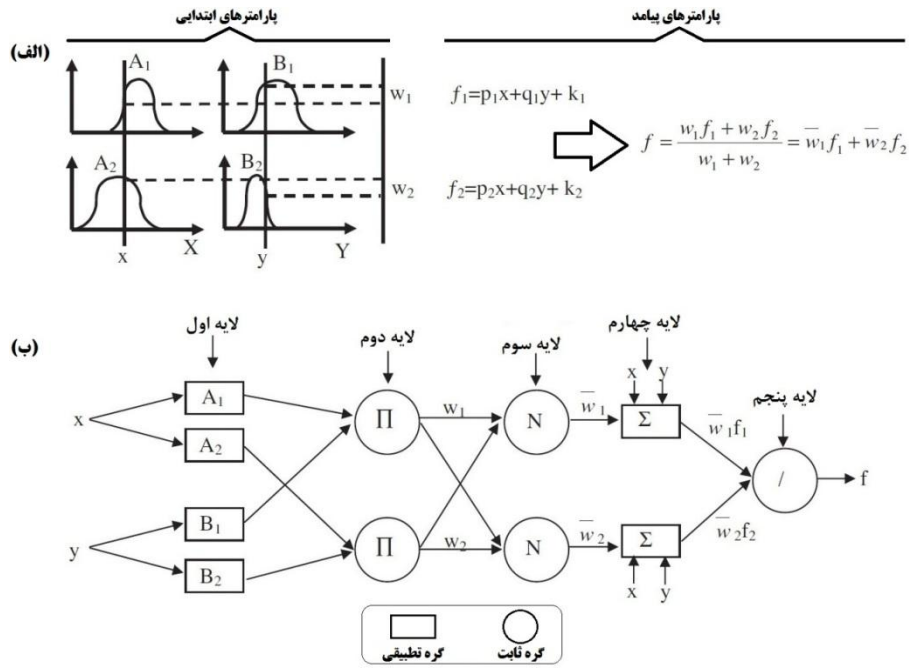 پارامترهای ابتدایی
پارامترهای پیامد
(الف)
A₁
B₁
w₁
f₁=p₁x+q₁y+ k₁
A₂
B₂
w₂
f₂=p₂x+q₂y+ k₂
f = (w₁f₁ + w₂f₂) / (w₁ + w₂) = w̅₁f₁ + w̅₂f₂
X
Y
x
y
(ب)
لایه اول
لایه دوم
لایه سوم
لایه چهارم
لایه پنجم
x
y
A₁
A₂
B₁
B₂
Π
Π
w₁
w₂
N
N
w̅₁
w̅₂
x y
Σ
Σ
x y
w̅₁f₁
w̅₂f₂
/
f
گره تطبیقی
گره ثابت